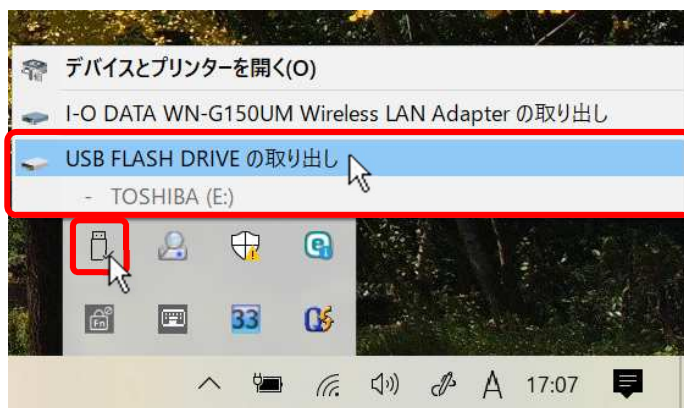 デバイスとプリンターを開く(O)
I-O DATA WN-G150UM Wireless LAN Adapter の取り出し
USB FLASH DRIVE の取り出し
- TOSHIBA (E:)
Fn
33
A 17:07